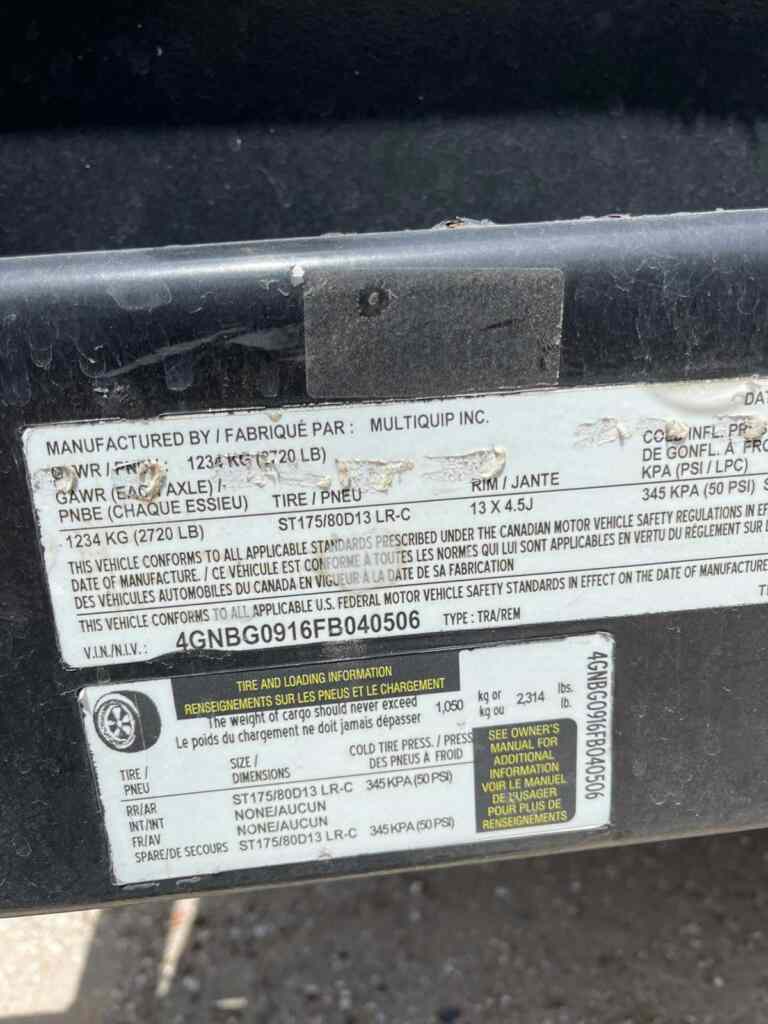 DAT
MANUFACTURED BY / FABRIQUÉ PAR : MULTIQUIP INC.
GVWR / PNBV : 1234 KG (2720 LB)
GAWR (EACH AXLE) /
PNBE (CHAQUE ESSIEU) TIRE / PNEU RIM / JANTE
COLD INFL. PR
DE GONFL. À FRO
KPA (PSI / LPC)
1234 KG (2720 LB) ST175/80D13 LR-C 13 X 4.5J 345 KPA (50 PSI) S
THIS VEHICLE CONFORMS TO ALL APPLICABLE STANDARDS PRESCRIBED UNDER THE CANADIAN MOTOR VEHICLE SAFETY REGULATIONS IN EF
DATE OF MANUFACTURE. / CE VÉHICULE EST CONFORME À TOUTES LES NORMES QUI LUI SONT APPLICABLES EN VERTU DU RÈGLEMENT SUR L
DES VÉHICULES AUTOMOBILES DU CANADA EN VIGUEUR À LA DATE DE SA FABRICATION
THIS VEHICLE CONFORMS TO ALL APPLICABLE U.S. FEDERAL MOTOR VEHICLE SAFETY STANDARDS IN EFFECT ON THE DATE OF MANUFACTURE
V.I.N./N.I.V.: 4GNBG0916FB040506 TYPE : TRA/REM
TIRE AND LOADING INFORMATION
RENSEIGNEMENTS SUR LES PNEUS ET LE CHARGEMENT
The weight of cargo should never exceed
Le poids du chargement ne doit jamais dépasser
1,050 kg or
kg ou 2,314 lbs.
lb.
TIRE /
PNEU SIZE /
DIMENSIONS COLD TIRE PRESS. / PRESS
DES PNEUS À FROID
RR/AR ST175/80D13 LR-C 345 KPA (50 PSI)
INT/INT NONE/AUCUN
FR/AV NONE/AUCUN
SPARE/DE SECOURS ST175/80D13 LR-C 345 KPA (50 PSI)
SEE OWNER'S
MANUAL FOR
ADDITIONAL
INFORMATION
VOIR LE MANUEL
DE L'USAGER
POUR PLUS DE
RENSEIGNEMENTS
4GNBG0916FB040506